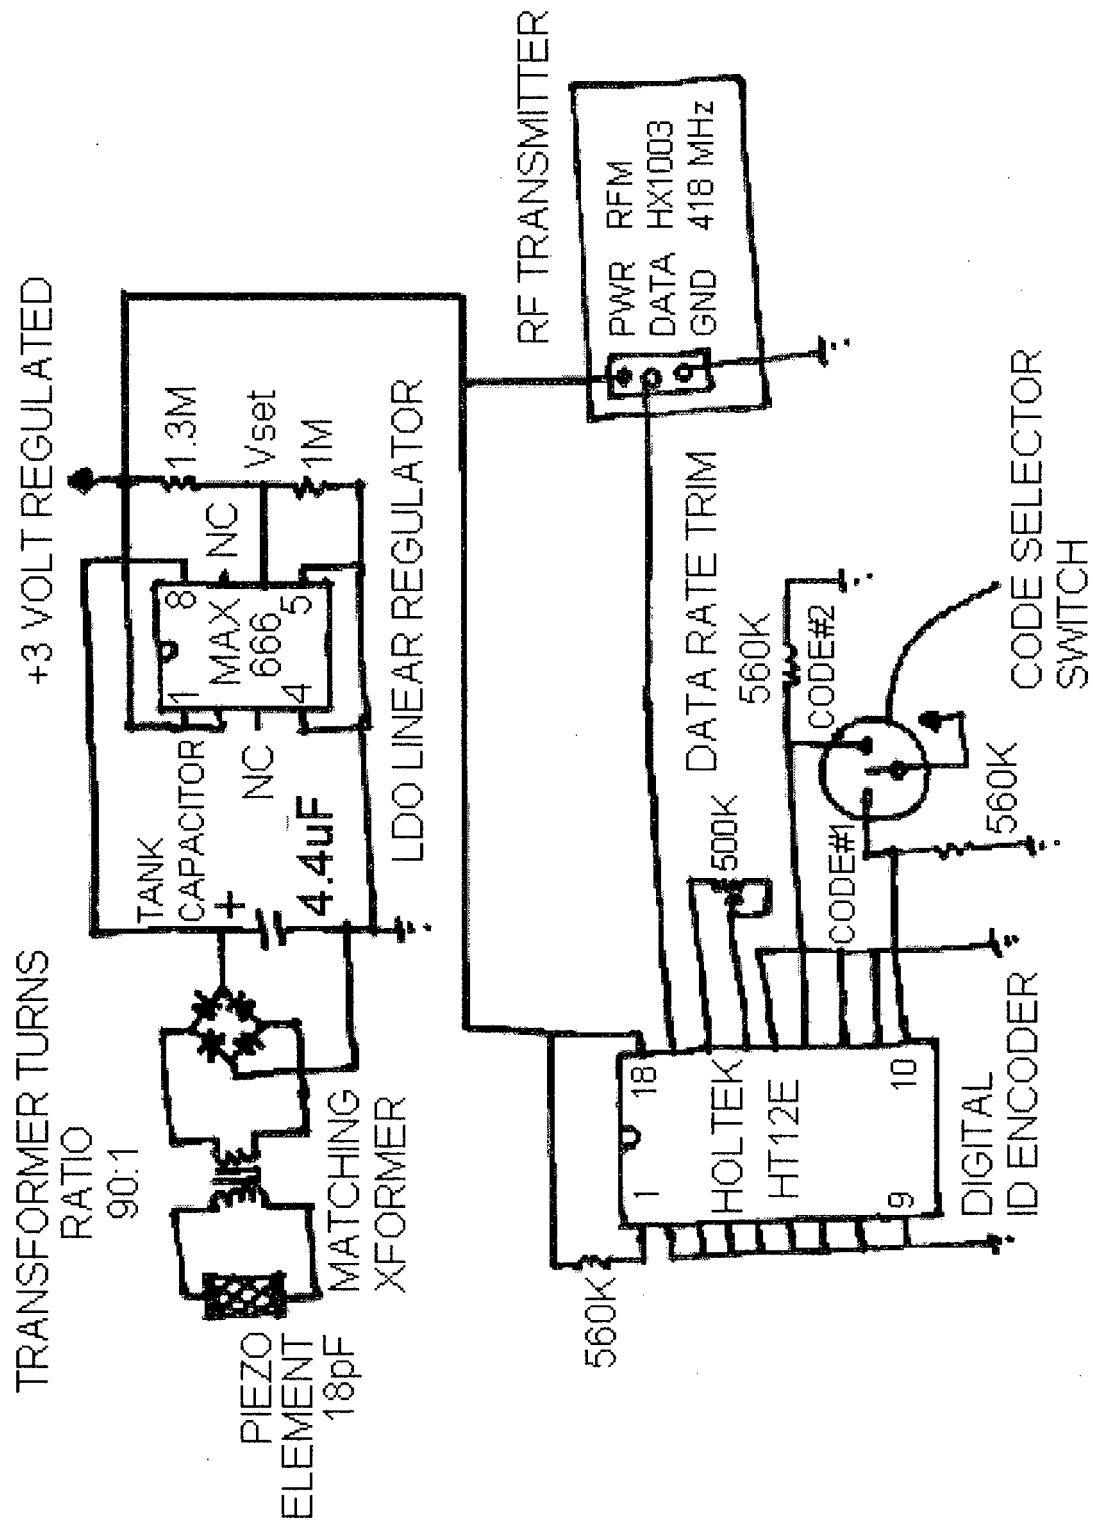 TRANSFORMER TURNS
RATIO
90:1
PIEZO
ELEMENT
18pF
MATCHING
XFORMER
TANK
CAPACITOR
+
4.4uF
+3 VOLT REGULATED
1
8
MAX
666
4
5
NC
NC
1.3M
Vset
1M
LDO LINEAR REGULATOR
RF TRANSMITTER
PWR RFM
DATA HX1003
GND 418 MHz
560K
1
18
HOLTEK
HT12E
9
10
DIGITAL
ID ENCODER
DATA RATE TRIM
500K
560K
CODE#2
CODE#1
560K
CODE SELECTOR
SWITCH